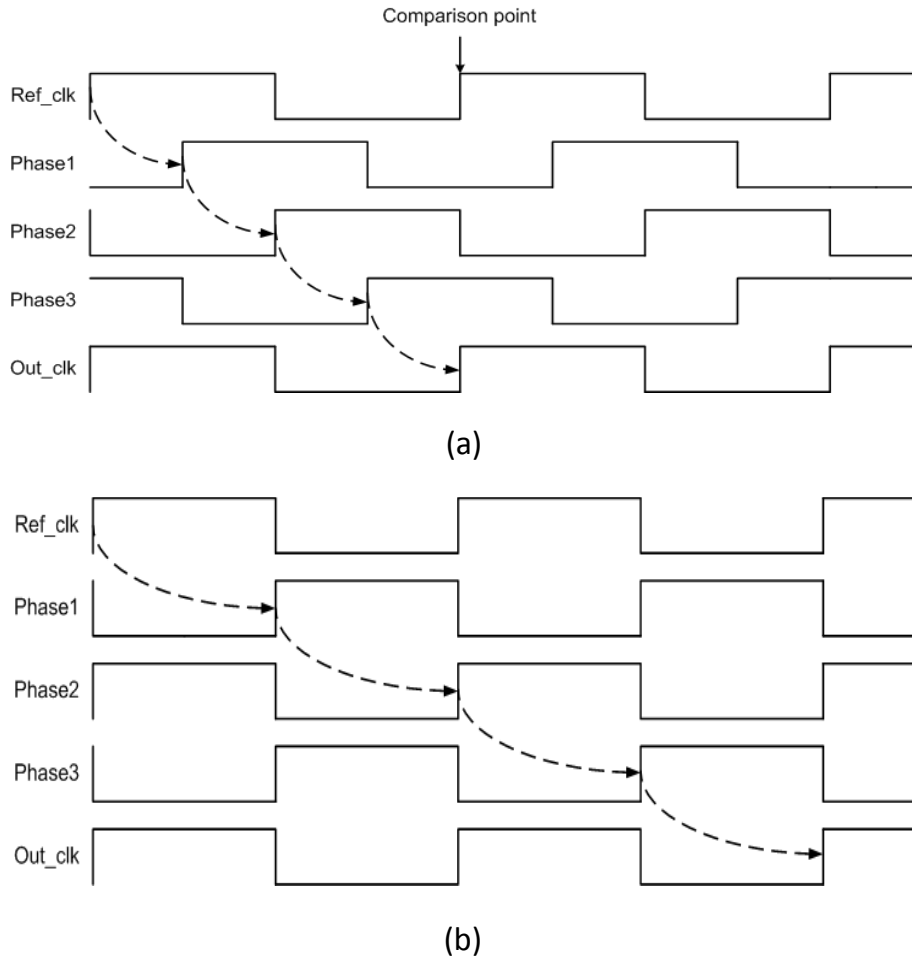 Comparison point
Ref_clk
Phase1
Phase2
Phase3
Out_clk
(a)
Ref_clk
Phase1
Phase2
Phase3
Out_clk
(b)